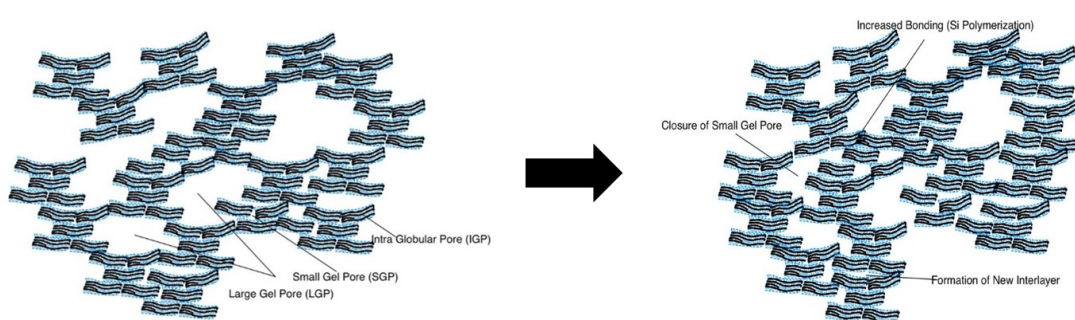 Increased Bonding (Si Polymerization)
Closure of Small Gel Pore
Intra Globular Pore (IGP)
Small Gel Pore (SGP)
Large Gel Pore (LGP)
Formation of New Interlayer